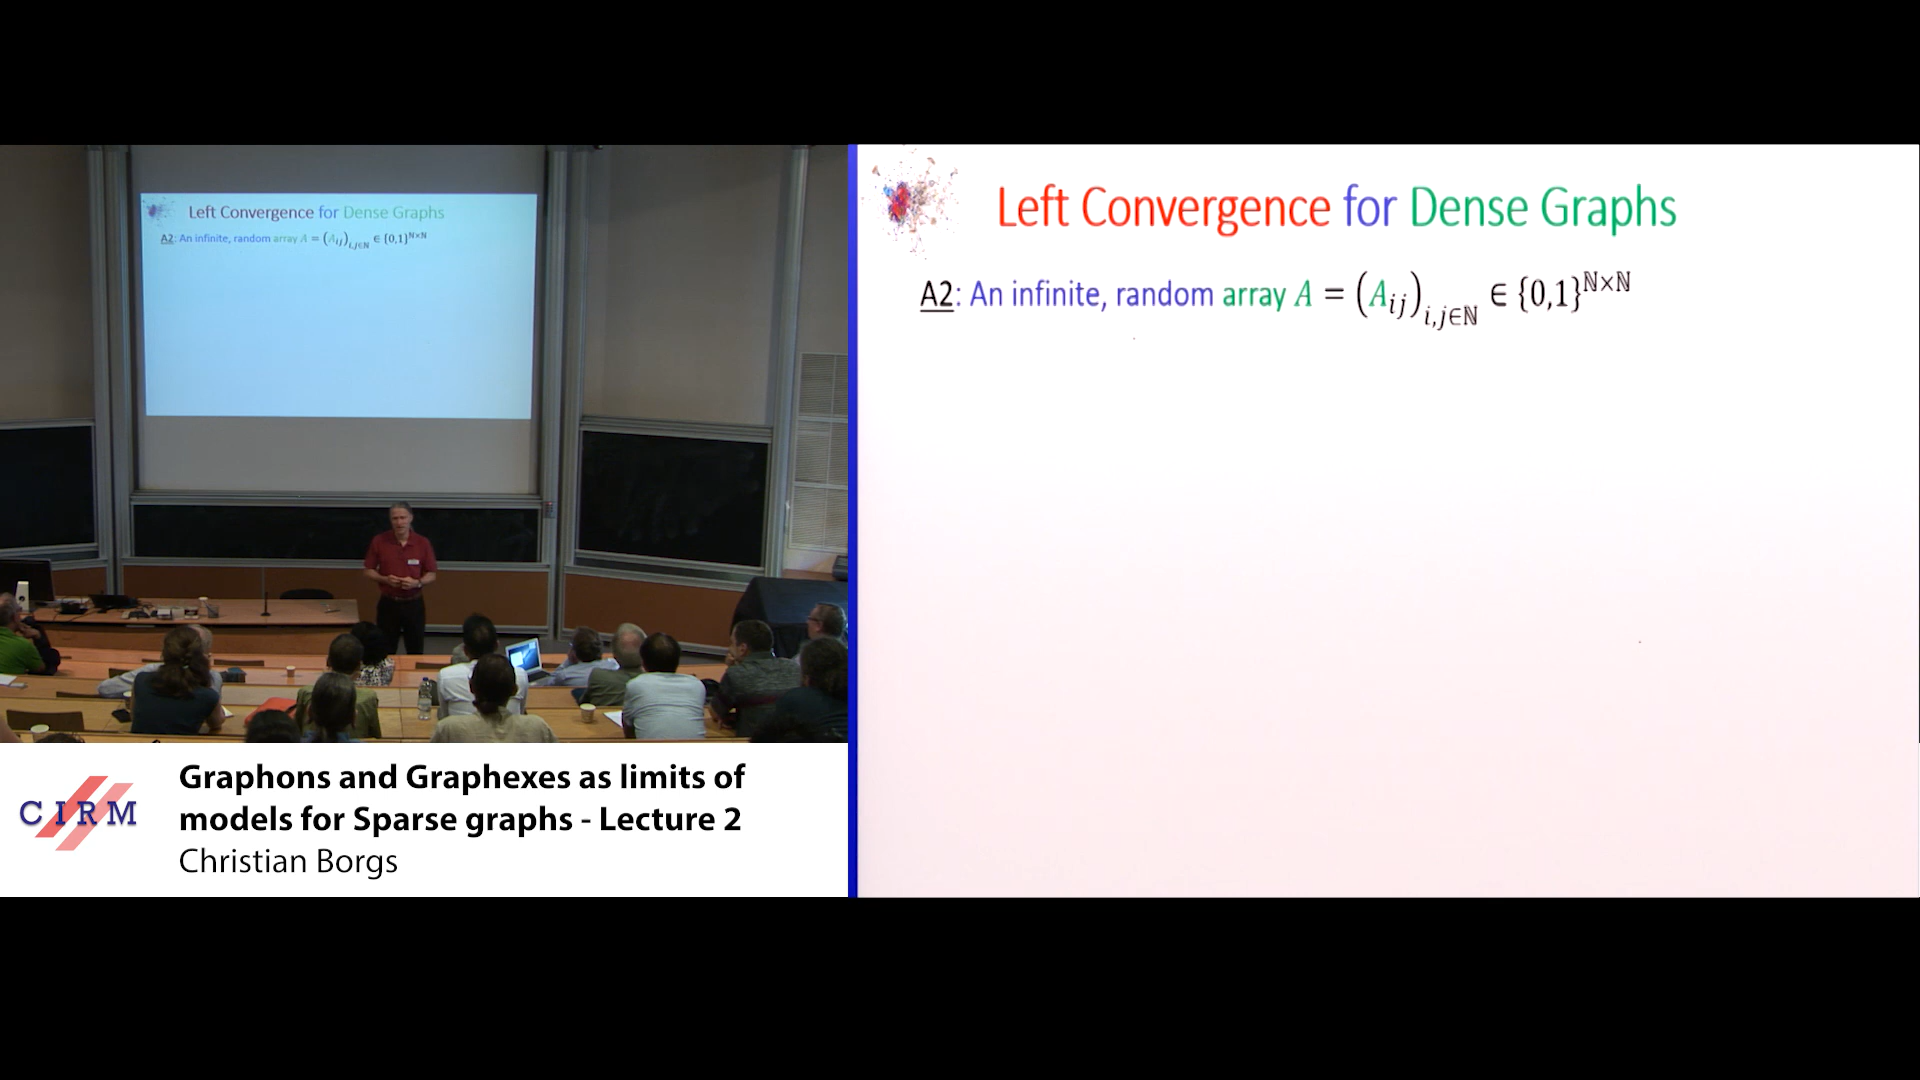 Left Convergence for Dense Graphs
A2: An infinite, random array A = (A_ij)_{i,j∈ℕ} ∈ {0,1}^{ℕ×ℕ}
Left Convergence for Dense Graphs
A2: An infinite, random array A = (A_ij)_{i,j∈ℕ} ∈ {0,1}^{ℕ×ℕ}
CIRM
Graphons and Graphexes as limits of
models for Sparse graphs - Lecture 2
Christian Borgs